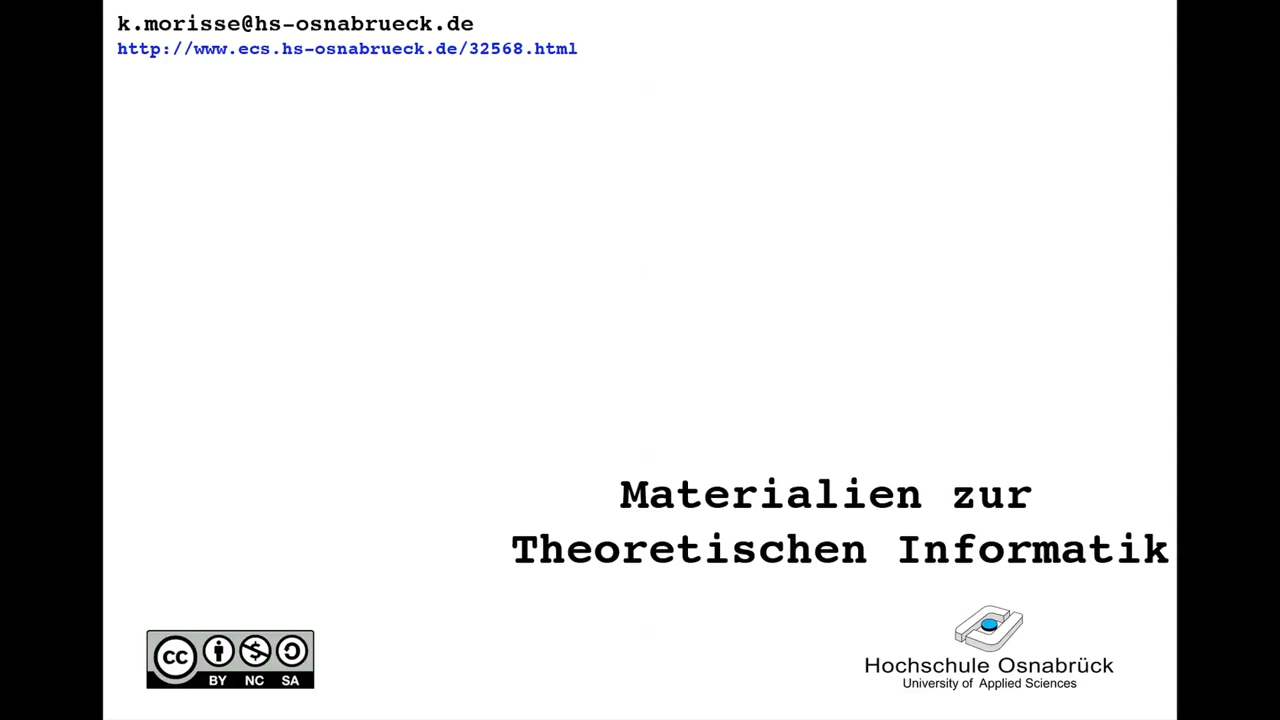 k.morisse@hs-osnabrueck.de
http://www.ecs.hs-osnabrueck.de/32568.html
Materialien zur
Theoretischen Informatik
cc
BY NC SA
Hochschule Osnabrück
University of Applied Sciences